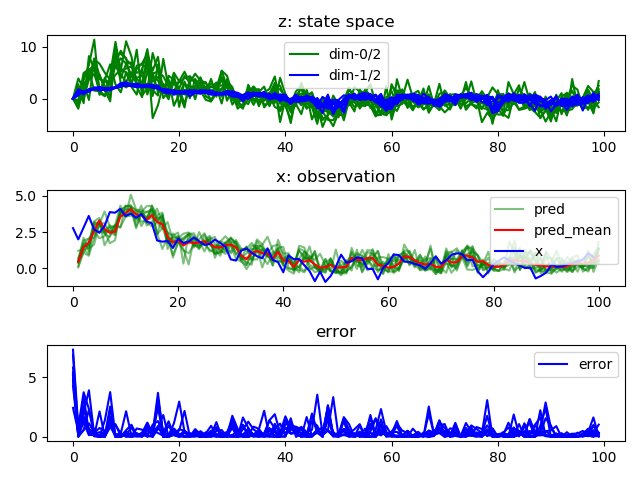 z: state space
10
0
dim-0/2
dim-1/2
0 20 40 60 80 100
x: observation
5.0
2.5
0.0
pred
pred_mean
x
0 20 40 60 80 100
error
5
0
error
0 20 40 60 80 100